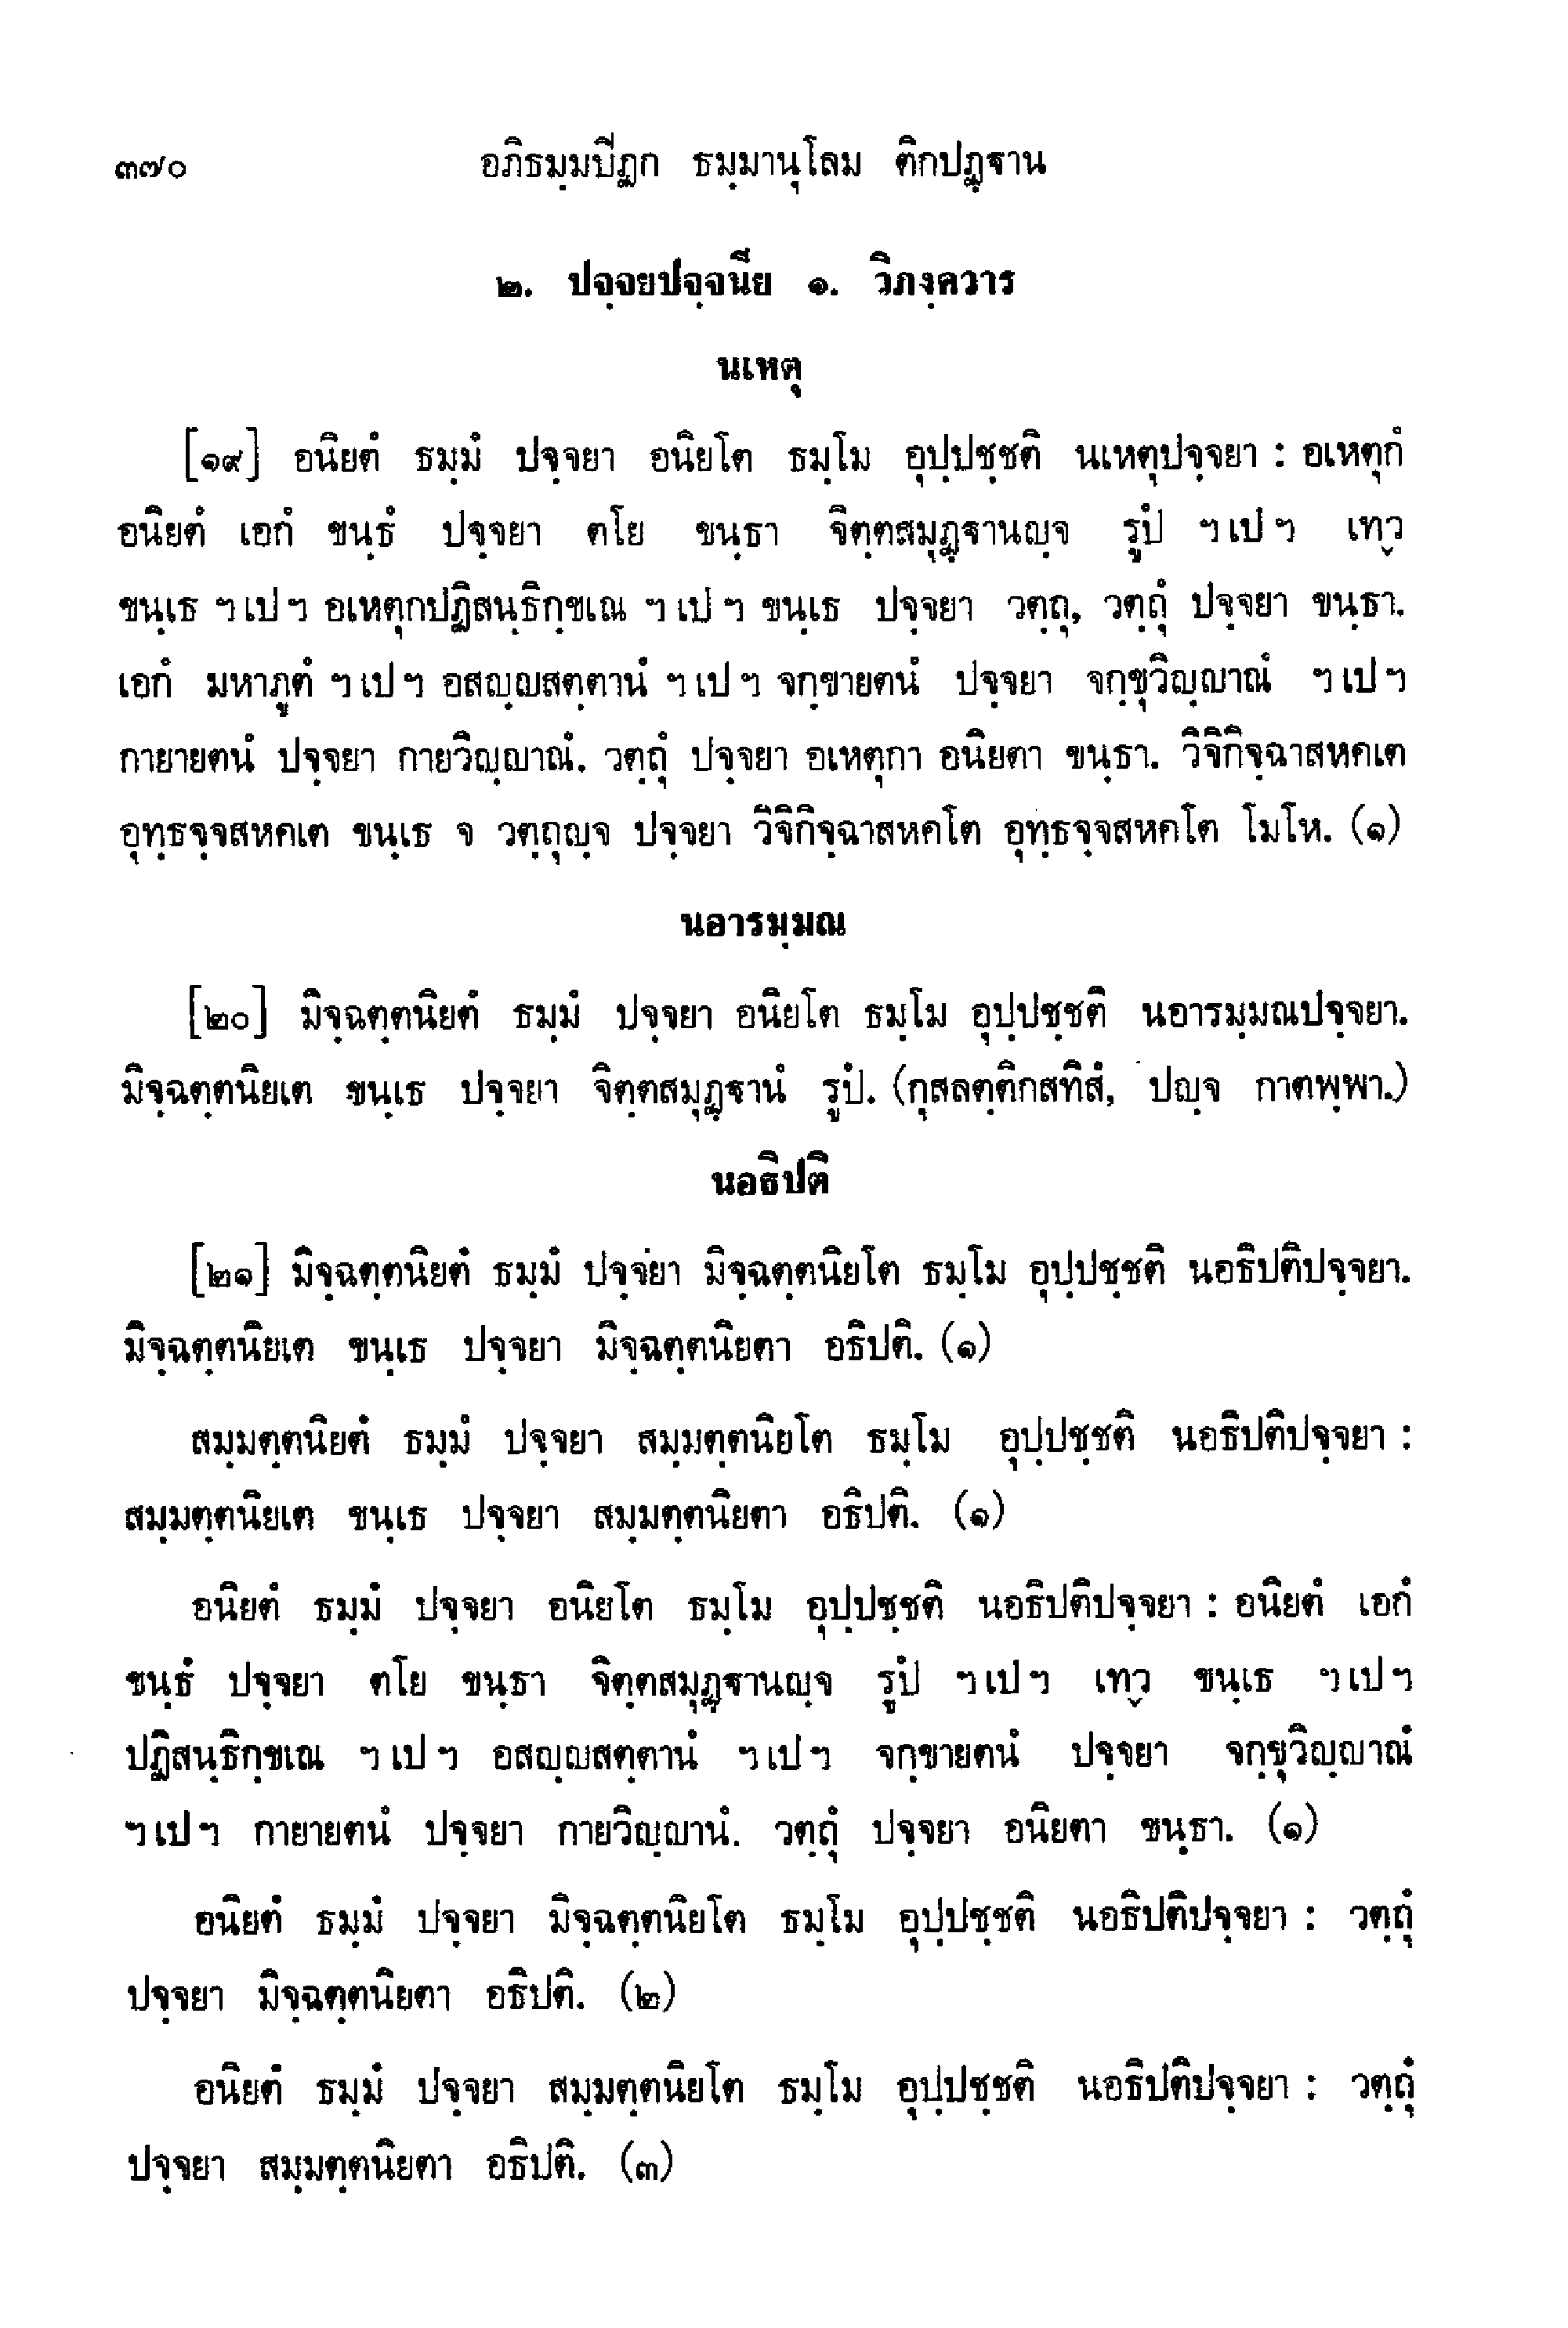 ๓๗๐ อภิธมฺมปีฏก ธมฺมานุโลม ติกปฏฺฐาน
๒. ปจฺจยปจฺจนีย ๑. วิภงฺควาร
นเหตุ
[๑๙] อนิยตํ ธมฺมํ ปจฺจยา อนิยโต ธมฺโม อุปฺปชฺชติ นเหตุปจฺจยา : อเหตุกํ
อนิยตํ เอกํ ขนฺธํ ปจฺจยา ตโย ขนฺธา จิตฺตสมุฏฺฐานญฺจ รูปํ ฯ เป ฯ เทฺว
ขนฺเธ ฯ เป ฯ อเหตุกปฏิสนฺธิกฺขเณ ฯ เป ฯ ขนฺเธ ปจฺจยา วตฺถุ, วตฺถุํ ปจฺจยา ขนฺธา.
เอกํ มหาภูตํ ฯ เป ฯ อสญฺญสตฺตานํ ฯ เป ฯ จกฺขายตนํ ปจฺจยา จกฺขุวิญฺญาณํ ฯ เป ฯ
กายายตนํ ปจฺจยา กายวิญฺญาณํ. วตฺถุํ ปจฺจยา อเหตุกา อนิยตา ขนฺธา. วิจิกิจฺฉาสหคเต
อุทฺธจฺจสหคเต ขนฺเธ จ วตฺถุญฺจ ปจฺจยา วิจิกิจฺฉาสหคโต อุทฺธจฺจสหคโต โมโห. (๑)
นอารมฺมณ
[๒๐] มิจฺฉตฺตนิยตํ ธมฺมํ ปจฺจยา อนิยโต ธมฺโม อุปฺปชฺชติ นอารมฺมณปจฺจยา.
มิจฺฉตฺตนิยเต ขนฺเธ ปจฺจยา จิตฺตสมุฏฺฐานํ รูปํ. (กุสลตฺติกสทิสํ, ปญฺจ กาตพฺพา.)
นอธิปติ
[๒๑] มิจฺฉตฺตนิยตํ ธมฺมํ ปจฺจยา มิจฺฉตฺตนิยโต ธมฺโม อุปฺปชฺชติ นอธิปติปจฺจยา.
มิจฺฉตฺตนิยเต ขนฺเธ ปจฺจยา มิจฺฉตฺตนิยตา อธิปติ. (๑)
สมฺมตฺตนิยตํ ธมฺมํ ปจฺจยา สมฺมตฺตนิยโต ธมฺโม อุปฺปชฺชติ นอธิปติปจฺจยา :
สมฺมตฺตนิยเต ขนฺเธ ปจฺจยา สมฺมตฺตนิยตา อธิปติ. (๑)
อนิยตํ ธมฺมํ ปจฺจยา อนิยโต ธมฺโม อุปฺปชฺชติ นอธิปติปจฺจยา : อนิยตํ เอกํ
ขนฺธํ ปจฺจยา ตโย ขนฺธา จิตฺตสมุฏฺฐานญฺจ รูปํ ฯ เป ฯ เทฺว ขนฺเธ ฯ เป ฯ
ปฏิสนฺธิกฺขเณ ฯ เป ฯ อสญฺญสตฺตานํ ฯ เป ฯ จกฺขายตนํ ปจฺจยา จกฺขุวิญฺญาณํ
ฯ เป ฯ กายายตนํ ปจฺจยา กายวิญฺญานํ. วตฺถุํ ปจฺจยา อนิยตา ขนฺธา. (๑)
อนิยตํ ธมฺมํ ปจฺจยา มิจฺฉตฺตนิยโต ธมฺโม อุปฺปชฺชติ นอธิปติปจฺจยา : วตฺถุํ
ปจฺจยา มิจฺฉตฺตนิยตา อธิปติ. (๒)
อนิยตํ ธมฺมํ ปจฺจยา สมฺมตฺตนิยโต ธมฺโม อุปฺปชฺชติ นอธิปติปจฺจยา : วตฺถุํ
ปจฺจยา สมฺมตฺตนิยตา อธิปติ. (๓)